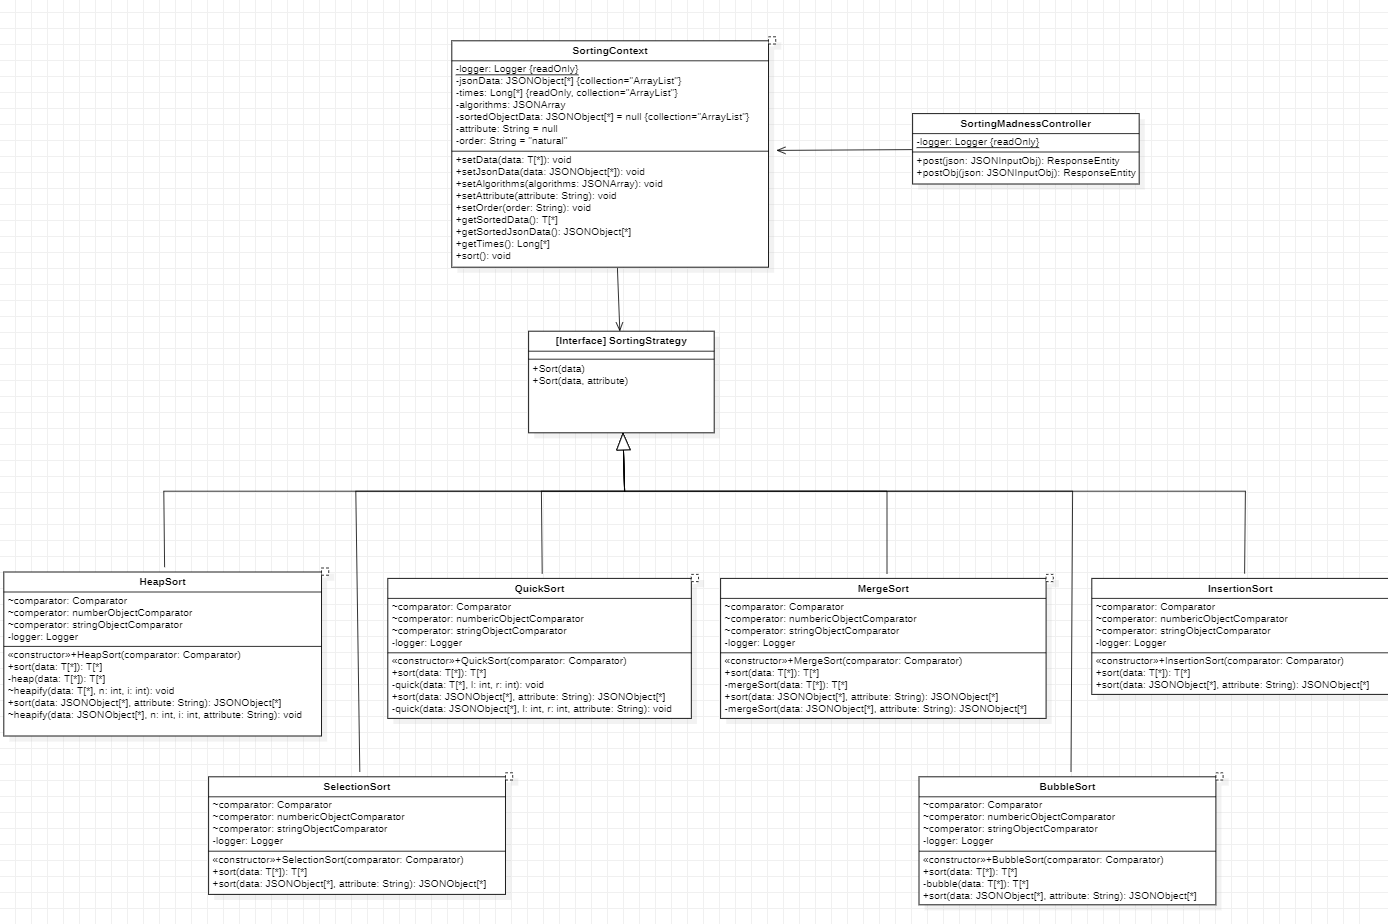 SortingContext
-logger: Logger {readOnly}
-jsonData: JSONObject[*] {collection="ArrayList"}
-times: Long[*] {readOnly, collection="ArrayList"}
-algorithms: JSONArray
-sortedObjectData: JSONObject[*] = null {collection="ArrayList"}
-attribute: String = null
-order: String = "natural"
+setData(data: T[*]): void
+setJsonData(data: JSONObject[*]): void
+setAlgorithms(algorithms: JSONArray): void
+setAttribute(attribute: String): void
+setOrder(order: String): void
+getSortedData(): T[*]
+getSortedJsonData(): JSONObject[*]
+getTimes(): Long[*]
+sort(): void
SortingMadnessController
-logger: Logger {readOnly}
+post(json: JSONInputObj): ResponseEntity
+postObj(json: JSONInputObj): ResponseEntity
[Interface] SortingStrategy
+Sort(data)
+Sort(data, attribute)
HeapSort
~comparator: Comparator
~comperator: numberObjectComparator
~comperator: stringObjectComparator
-logger: Logger
«constructor»+HeapSort(comparator: Comparator)
+sort(data: T[*]): T[*]
-heap(data: T[*]): T[*]
~heapify(data: T[*], n: int, i: int): void
+sort(data: JSONObject[*], attribute: String): JSONObject[*]
~heapify(data: JSONObject[*], n: int, i: int, attribute: String): void
QuickSort
~comparator: Comparator
~comperator: numbericObjectComparator
~comperator: stringObjectComparator
-logger: Logger
«constructor»+QuickSort(comparator: Comparator)
+sort(data: T[*]): T[*]
-quick(data: T[*], l: int, r: int): void
+sort(data: JSONObject[*], attribute: String): JSONObject[*]
-quick(data: JSONObject[*], l: int, r: int, attribute: String): void
MergeSort
~comparator: Comparator
~comperator: numbericObjectComparator
~comperator: stringObjectComparator
-logger: Logger
«constructor»+MergeSort(comparator: Comparator)
+sort(data: T[*]): T[*]
-mergeSort(data: T[*]): T[*]
+sort(data: JSONObject[*], attribute: String): JSONObject[*]
-mergeSort(data: JSONObject[*], attribute: String): JSONObject[*]
InsertionSort
~comparator: Comparator
~comperator: numbericObjectComparator
~comperator: stringObjectComparator
-logger: Logger
«constructor»+InsertionSort(comparator: Comparator)
+sort(data: T[*]): T[*]
+sort(data: JSONObject[*], attribute: String): JSONObject[*]
SelectionSort
~comparator: Comparator
~comperator: numbericObjectComparator
~comperator: stringObjectComparator
-logger: Logger
«constructor»+SelectionSort(comparator: Comparator)
+sort(data: T[*]): T[*]
+sort(data: JSONObject[*], attribute: String): JSONObject[*]
BubbleSort
~comparator: Comparator
~comperator: numbericObjectComparator
~comperator: stringObjectComparator
-logger: Logger
«constructor»+BubbleSort(comparator: Comparator)
+sort(data: T[*]): T[*]
-bubble(data: T[*]): T[*]
+sort(data: JSONObject[*], attribute: String): JSONObject[*]